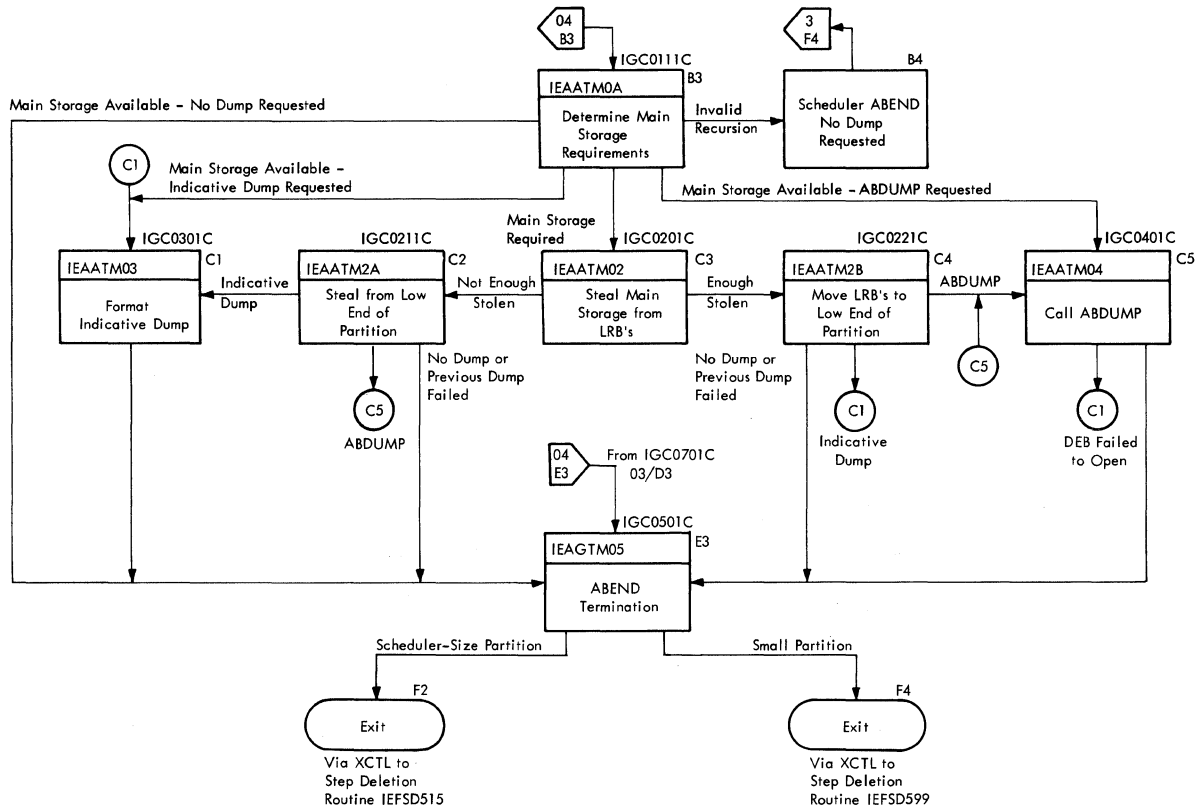 04
B3
3
F4
IGC0111C
B3
B4
IEAATM0A
Determine Main
Storage
Requirements
Invalid
Recursion
Scheduler ABEND
No Dump
Requested
Main Storage Available - No Dump Requested
C1
Main Storage Available -
Indicative Dump Requested
Main Storage Available - ABDUMP Requested
Main Storage
Required
IGC0301C
C1
IEAATM03
Format
Indicative Dump
Indicative
Dump
IGC0211C
C2
IEAATM2A
Steal from Low
End of
Partition
Not Enough
Stolen
IGC0201C
C3
IEAATM02
Steal Main
Storage from
LRB's
Enough
Stolen
IGC0221C
C4
IEAATM2B
Move LRB's to
Low End of
Partition
ABDUMP
C5
IGC0401C
C5
IEAATM04
Call ABDUMP
C5
ABDUMP
No Dump or
Previous Dump
Failed
No Dump or
Previous Dump
Failed
C1
Indicative
Dump
C1
DEB Failed
to Open
04
E3
From IGC0701C
03/D3
IGC0501C
E3
IEAGTM05
ABEND
Termination
Scheduler-Size Partition
Small Partition
F2
Exit
Via XCTL to
Step Deletion
Routine IEFSD515
F4
Exit
Via XCTL to
Step Deletion
Routine IEFSD599